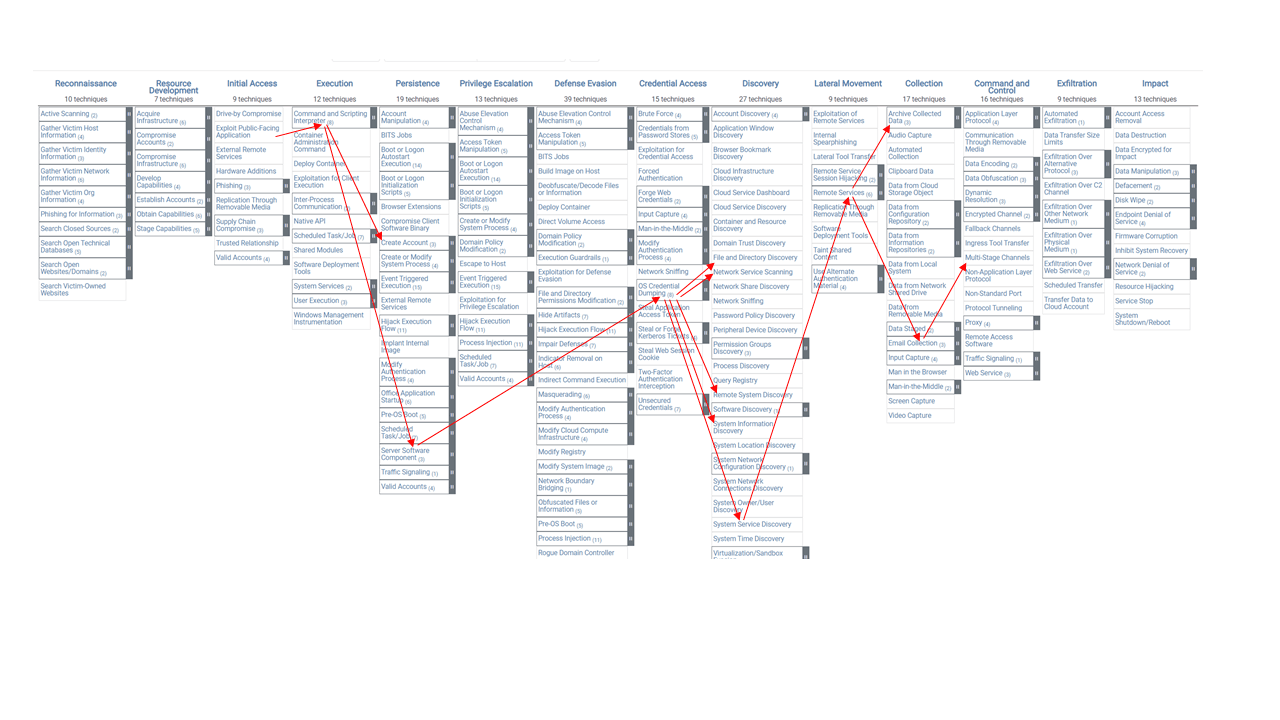 Reconnaissance
10 techniques
Active Scanning (2)
Gather Victim Host
Information (4)
Gather Victim Identity
Information (3)
Gather Victim Network
Information (6)
Gather Victim Org
Information (4)
Phishing for Information (3)
Search Closed Sources (2)
Search Open Technical
Databases (5)
Search Open
Websites/Domains (2)
Search Victim-Owned
Websites
Resource
Development
7 techniques
Acquire
Infrastructure (6)
Compromise
Accounts (2)
Compromise
Infrastructure (6)
Develop
Capabilities (4)
Establish Accounts (2)
Obtain Capabilities (6)
Stage Capabilities (5)
Initial Access
9 techniques
Drive-by Compromise
Exploit Public-Facing
Application
External Remote
Services
Hardware Additions
Phishing (3)
Replication Through
Removable Media
Supply Chain
Compromise (3)
Trusted Relationship
Valid Accounts (4)
Execution
12 techniques
Command and Scripting
Interpreter (8)
Container
Administration
Command
Deploy Container
Exploitation for Client
Execution
Inter-Process
Communication (2)
Native API
Scheduled Task/Job (7)
Shared Modules
Software Deployment
Tools
System Services (2)
User Execution (3)
Windows Management
Instrumentation
Persistence
19 techniques
Account
Manipulation (4)
BITS Jobs
Boot or Logon
Autostart
Execution (14)
Boot or Logon
Initialization
Scripts (5)
Browser Extensions
Compromise Client
Software Binary
Create Account (3)
Create or Modify
System Process (4)
Event Triggered
Execution (15)
External Remote
Services
Hijack Execution
Flow (11)
Implant Internal
Image
Modify
Authentication
Process (4)
Office Application
Startup (6)
Pre-OS Boot (5)
Scheduled
Task/Job (7)
Server Software
Component (3)
Traffic Signaling (1)
Valid Accounts (4)
Privilege Escalation
13 techniques
Abuse Elevation
Control
Mechanism (4)
Access Token
Manipulation (5)
Boot or Logon
Autostart
Execution (14)
Boot or Logon
Initialization
Scripts (5)
Create or Modify
System Process (4)
Domain Policy
Modification (2)
Escape to Host
Event Triggered
Execution (15)
Exploitation for
Privilege Escalation
Hijack Execution
Flow (11)
Process Injection (11)
Scheduled
Task/Job (7)
Valid Accounts (4)
Defense Evasion
39 techniques
Abuse Elevation Control
Mechanism (4)
Access Token
Manipulation (5)
BITS Jobs
Build Image on Host
Deobfuscate/Decode Files
or Information
Deploy Container
Direct Volume Access
Domain Policy
Modification (2)
Execution Guardrails (1)
Exploitation for Defense
Evasion
File and Directory
Permissions Modification (2)
Hide Artifacts (7)
Hijack Execution Flow (11)
Impair Defenses (7)
Indicator Removal on
Host (6)
Indirect Command Execution
Masquerading (6)
Modify Authentication
Process (4)
Modify Cloud Compute
Infrastructure (4)
Modify Registry
Modify System Image (2)
Network Boundary
Bridging (1)
Obfuscated Files or
Information (5)
Pre-OS Boot (5)
Process Injection (11)
Rogue Domain Controller
Credential Access
15 techniques
Brute Force (4)
Credentials from
Password Stores (5)
Exploitation for
Credential Access
Forced
Authentication
Forge Web
Credentials (2)
Input Capture (4)
Man-in-the-Middle (2)
Modify
Authentication
Process (4)
Network Sniffing
OS Credential
Dumping (8)
Steal Application
Access Token
Steal or Forge
Kerberos Tickets
Steal Web Session
Cookie
Two-Factor
Authentication
Interception
Unsecured
Credentials (7)
Discovery
27 techniques
Account Discovery (4)
Application Window
Discovery
Browser Bookmark
Discovery
Cloud Infrastructure
Discovery
Cloud Service Dashboard
Cloud Service Discovery
Container and Resource
Discovery
Domain Trust Discovery
File and Directory Discovery
Network Service Scanning
Network Share Discovery
Network Sniffing
Password Policy Discovery
Peripheral Device Discovery
Permission Groups
Discovery (3)
Process Discovery
Query Registry
Remote System Discovery
Software Discovery (1)
System Information
Discovery
System Location Discovery
System Network
Configuration Discovery (1)
System Network
Connections Discovery
System Owner/User
Discovery
System Service Discovery
System Time Discovery
Virtualization/Sandbox
Lateral Movement
9 techniques
Exploitation of
Remote Services
Internal
Spearphishing
Lateral Tool Transfer
Remote Service
Session Hijacking (2)
Remote Services (6)
Replication Through
Removable Media
Software
Deployment Tools
Taint Shared
Content
Use Alternate
Authentication
Material (4)
Collection
17 techniques
Archive Collected
Data (3)
Audio Capture
Automated
Collection
Clipboard Data
Data from Cloud
Storage Object
Data from
Configuration
Repository (2)
Data from
Information
Repositories (2)
Data from Local
System
Data from Network
Shared Drive
Data from
Removable Media
Data Staged (2)
Email Collection (3)
Input Capture (4)
Man in the Browser
Man-in-the-Middle (2)
Screen Capture
Video Capture
Command and
Control
16 techniques
Application Layer
Protocol (4)
Communication
Through Removable
Media
Data Encoding (2)
Data Obfuscation (3)
Dynamic
Resolution (3)
Encrypted Channel (2)
Fallback Channels
Ingress Tool Transfer
Multi-Stage Channels
Non-Application Layer
Protocol
Non-Standard Port
Protocol Tunneling
Proxy (4)
Remote Access
Software
Traffic Signaling (1)
Web Service (3)
Exfiltration
9 techniques
Automated
Exfiltration (1)
Data Transfer Size
Limits
Exfiltration Over
Alternative
Protocol (3)
Exfiltration Over C2
Channel
Exfiltration Over
Other Network
Medium (1)
Exfiltration Over
Physical
Medium (1)
Exfiltration Over
Web Service (2)
Scheduled Transfer
Transfer Data to
Cloud Account
Impact
13 techniques
Account Access
Removal
Data Destruction
Data Encrypted for
Impact
Data Manipulation (3)
Defacement (2)
Disk Wipe (2)
Endpoint Denial of
Service (4)
Firmware Corruption
Inhibit System Recovery
Network Denial of
Service (2)
Resource Hijacking
Service Stop
System
Shutdown/Reboot